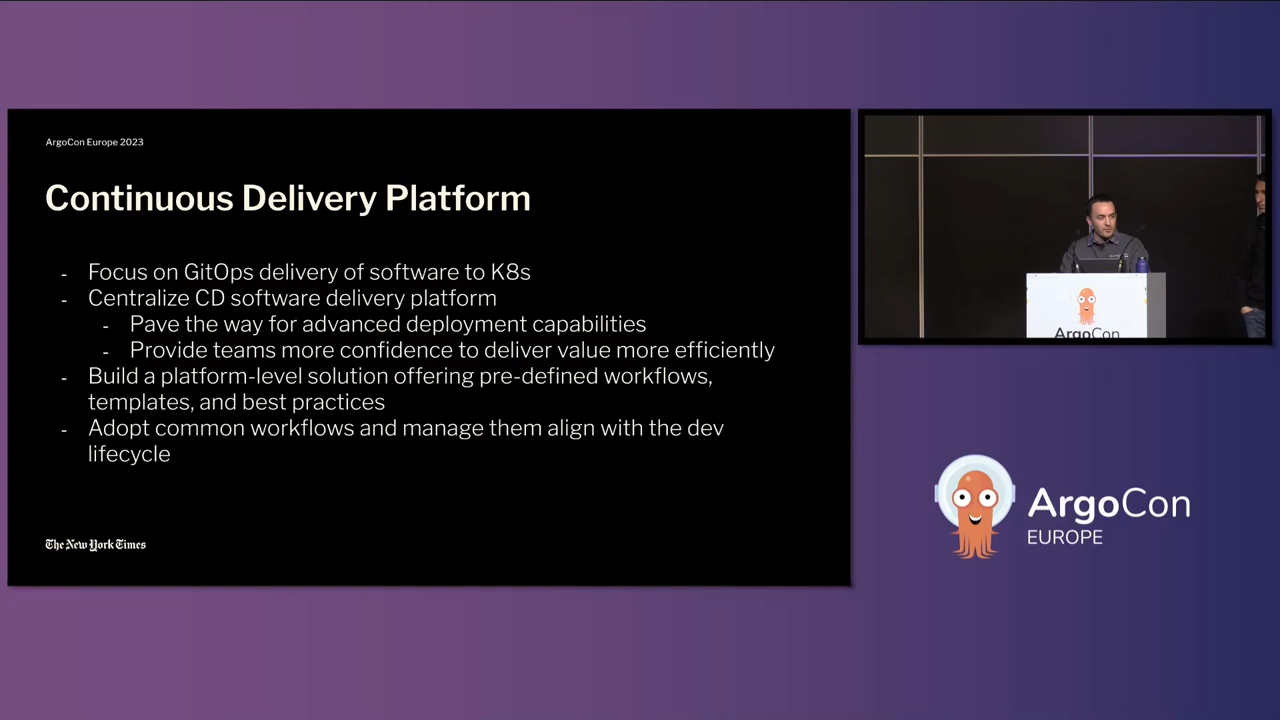 ArgoCon Europe 2023
Continuous Delivery Platform
- Focus on GitOps delivery of software to K8s
- Centralize CD software delivery platform
- Pave the way for advanced deployment capabilities
- Provide teams more confidence to deliver value more efficiently
- Build a platform-level solution offering pre-defined workflows,
templates, and best practices
- Adopt common workflows and manage them align with the dev
lifecycle
The New York Times
ArgoCon
ArgoCon
EUROPE